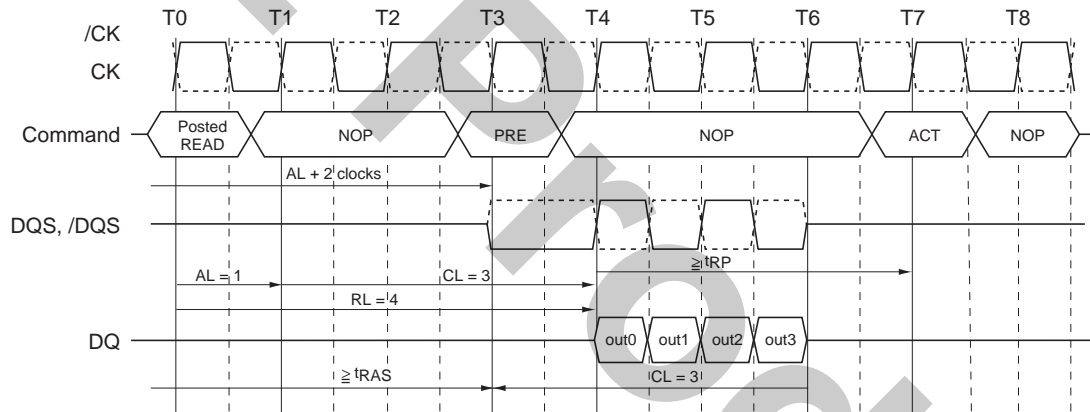 T0 T1 T2 T3 T4 T5 T6 T7 T8
/CK
CK
Command Posted READ NOP PRE NOP ACT NOP
AL + 2 clocks
DQS, /DQS
≧ tRP
AL = 1 CL = 3
RL = 4
DQ out0 out1 out2 out3
≧ tRAS CL = 3